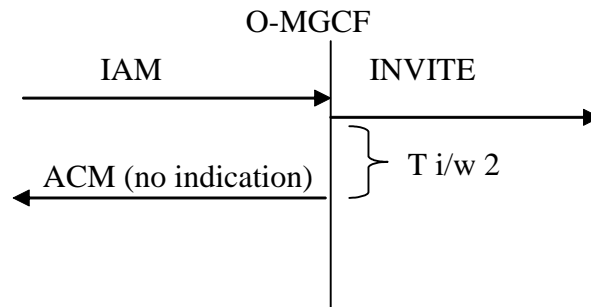 O-MGCF
IAM
INVITE
T i/w 2
ACM (no indication)